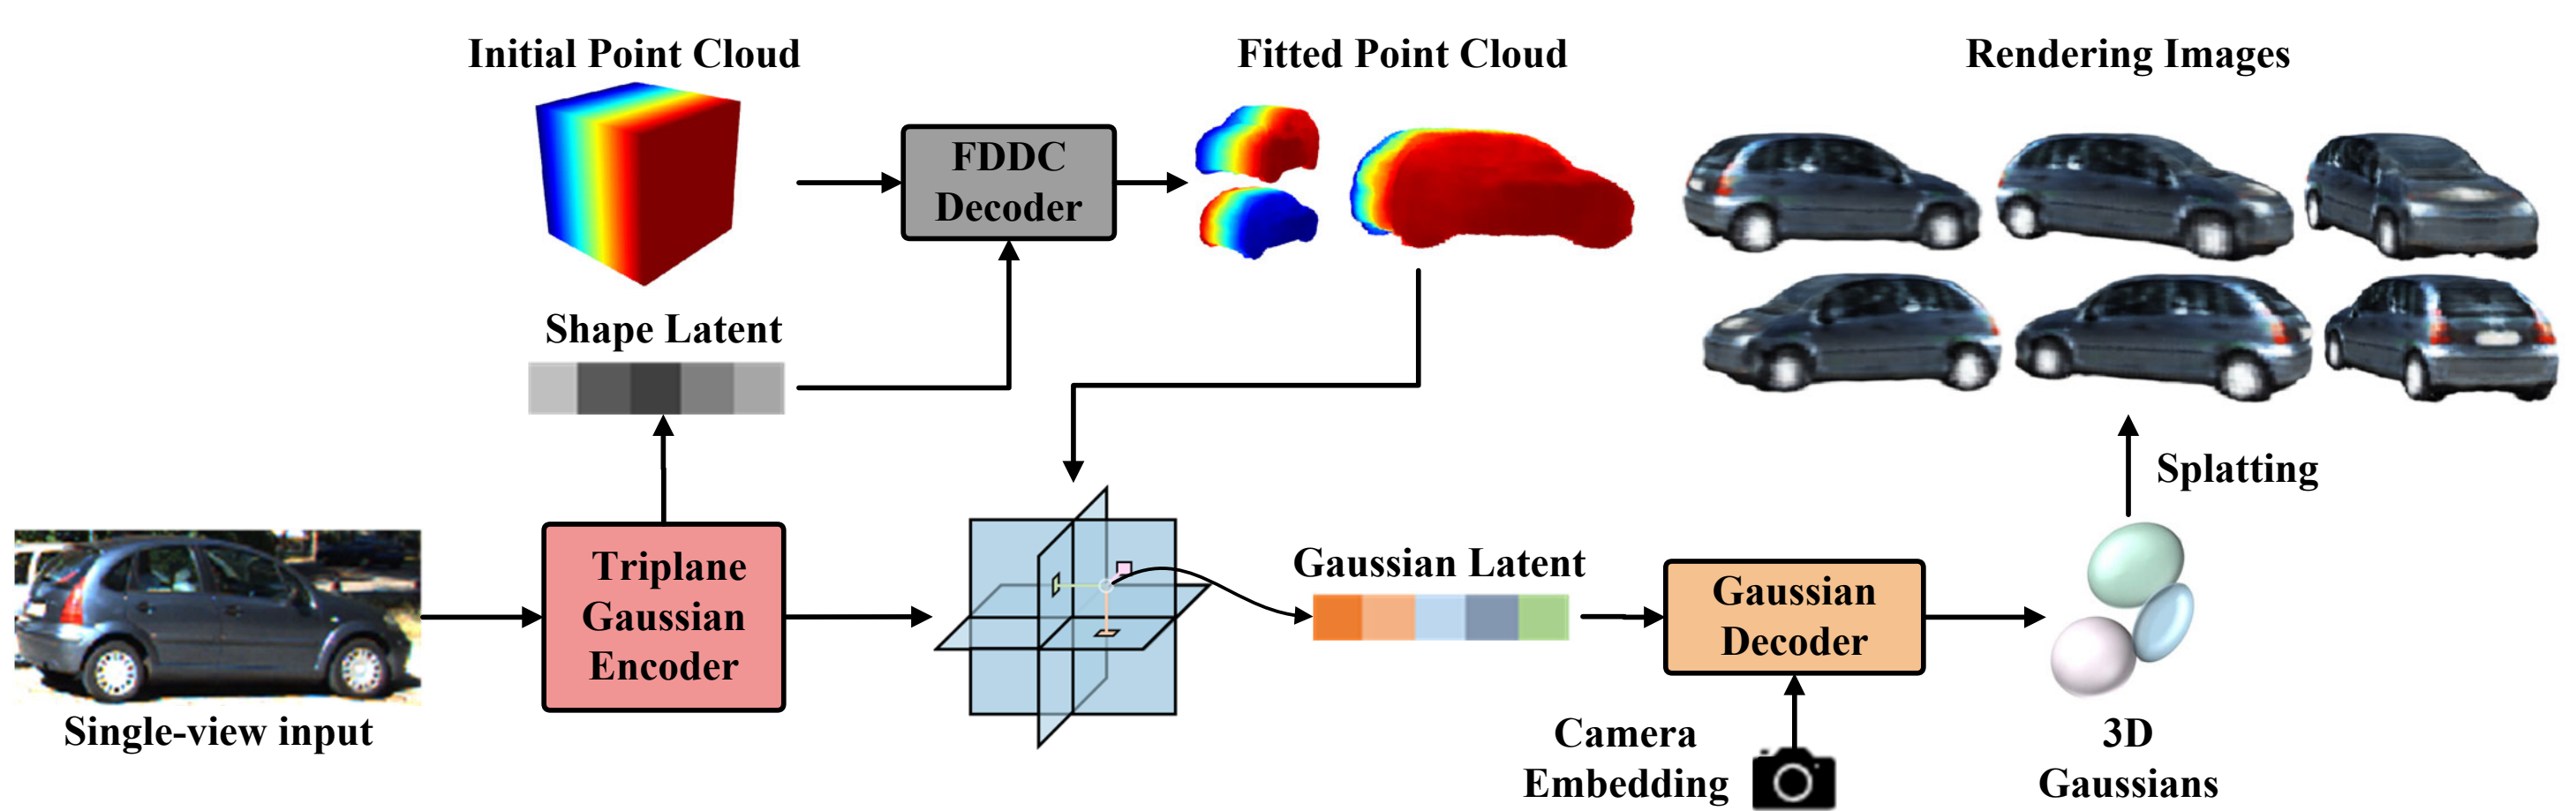 Initial Point Cloud
Fitted Point Cloud
Rendering Images
FDDC
Decoder
Shape Latent
Splatting
Triplane
Gaussian
Encoder
Gaussian Latent
Gaussian
Decoder
Single-view input
Camera
Embedding
3D
Gaussians